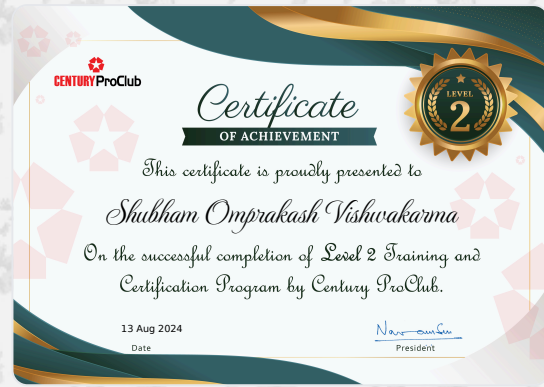 CENTURY ProClub
Certificate
OF ACHIEVEMENT
LEVEL
2
This certificate is proudly presented to
Shubham Omprakash Vishwakarma
On the successful completion of Level 2 Training and
Certification Program by Century ProClub.
13 Aug 2024
Date
President